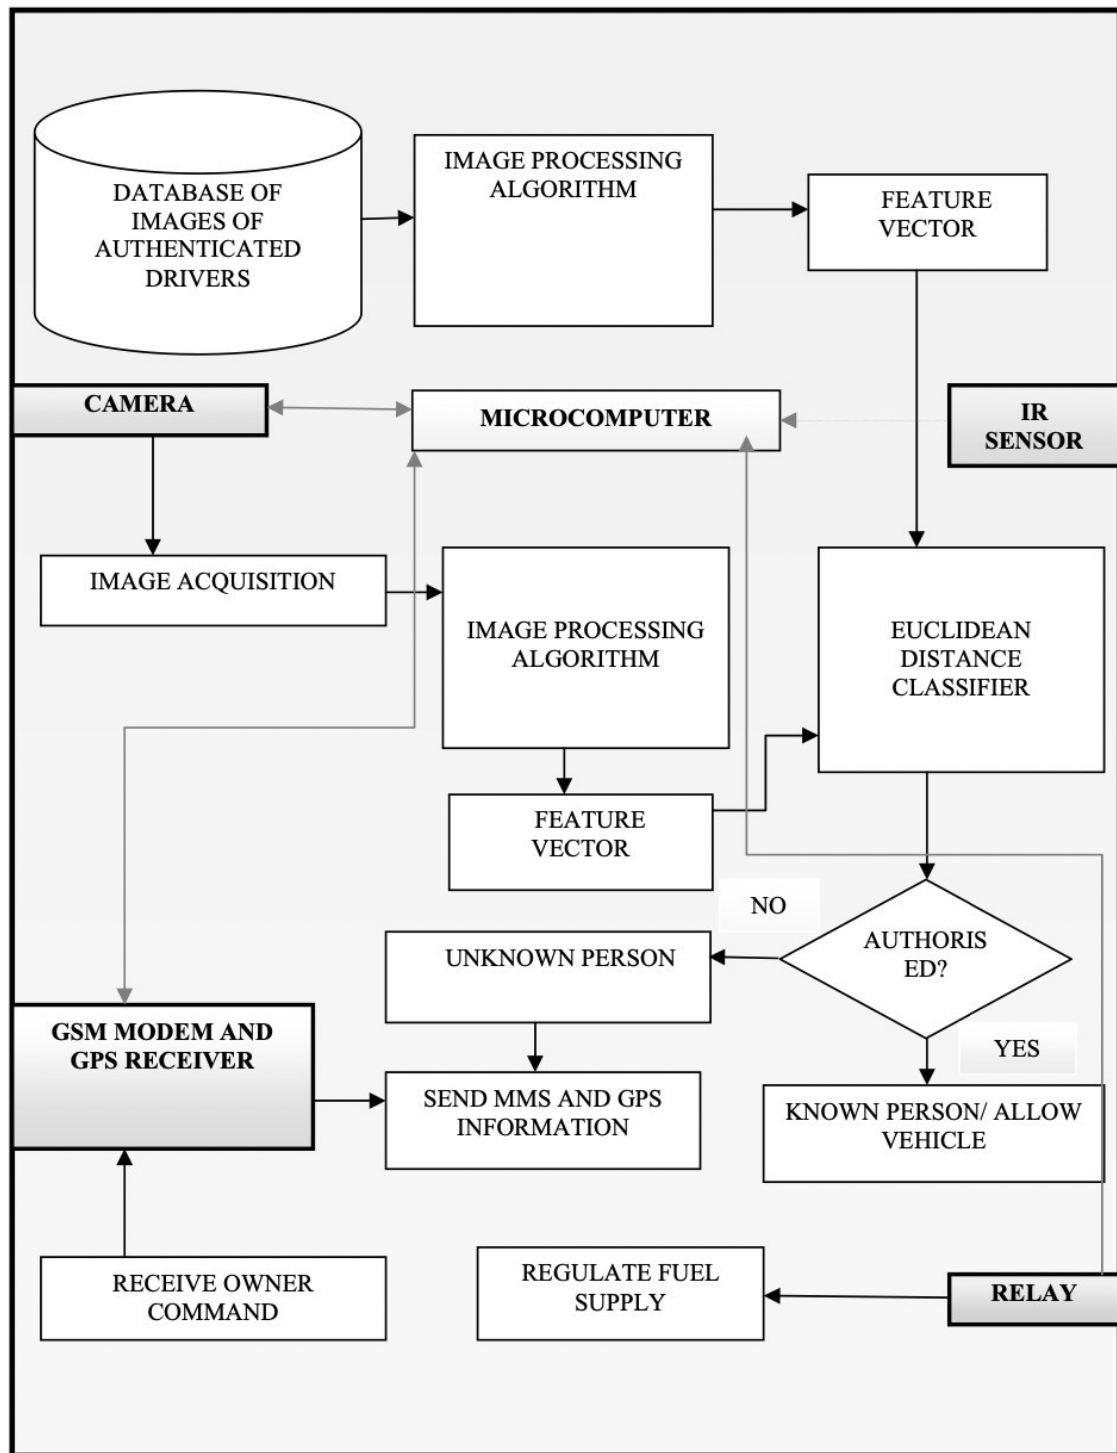 DATABASE OF
IMAGES OF
AUTHENTICATED
DRIVERS
IMAGE PROCESSING
ALGORITHM
FEATURE
VECTOR
CAMERA
MICROCOMPUTER
IR
SENSOR
IMAGE ACQUISITION
IMAGE PROCESSING
ALGORITHM
EUCLIDEAN
DISTANCE
CLASSIFIER
FEATURE
VECTOR
NO
AUTHORIS
ED?
UNKNOWN PERSON
YES
GSM MODEM AND
GPS RECEIVER
SEND MMS AND GPS
INFORMATION
KNOWN PERSON/ ALLOW
VEHICLE
RECEIVE OWNER
COMMAND
REGULATE FUEL
SUPPLY
RELAY